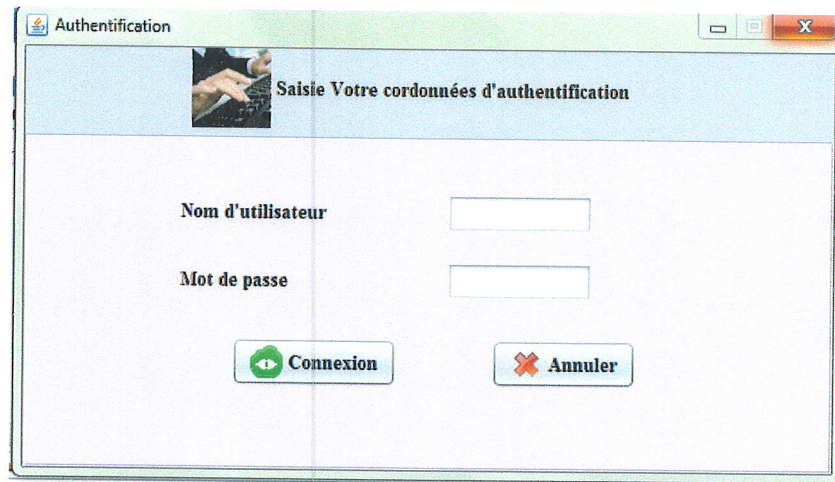 Authentification
Saisie Votre cordonnées d'authentification
Nom d'utilisateur
Mot de passe
Connexion
Annuler